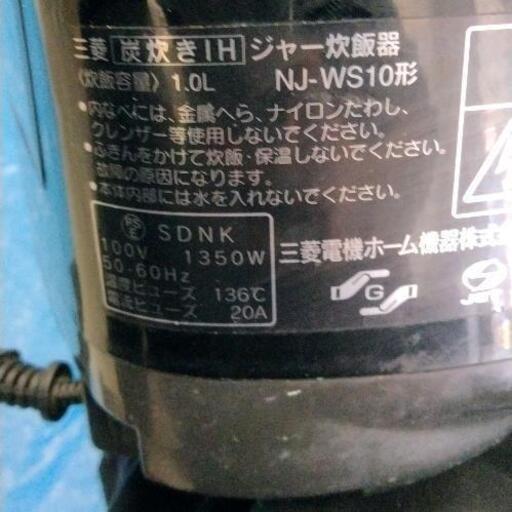 三菱 炭炊きIH ジャー炊飯器
〈炊飯容量〉 1.0L NJ-WS10形
•内なべには、金属へら、ナイロンたわし、
クレンザー等使用しないでください。
•ふきんをかけて炊飯・保温しないでください。
故障の原因になります。
•本体内部には水を入れないでください。
PS E SDNK
100V 1350W
50-60Hz
温度ヒューズ 136℃
電流ヒューズ 20A
三菱電機ホーム機器株式
G